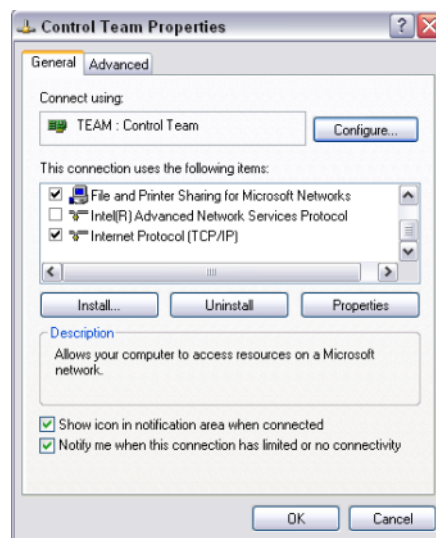 Control Team Properties
General Advanced
Connect using:
TEAM : Control Team
Configure...
This connection uses the following items:
File and Printer Sharing for Microsoft Networks
Intel(R) Advanced Network Services Protocol
Internet Protocol (TCP/IP)
Install... Uninstall Properties
Description
Allows your computer to access resources on a Microsoft
network.
Show icon in notification area when connected
Notify me when this connection has limited or no connectivity
OK Cancel